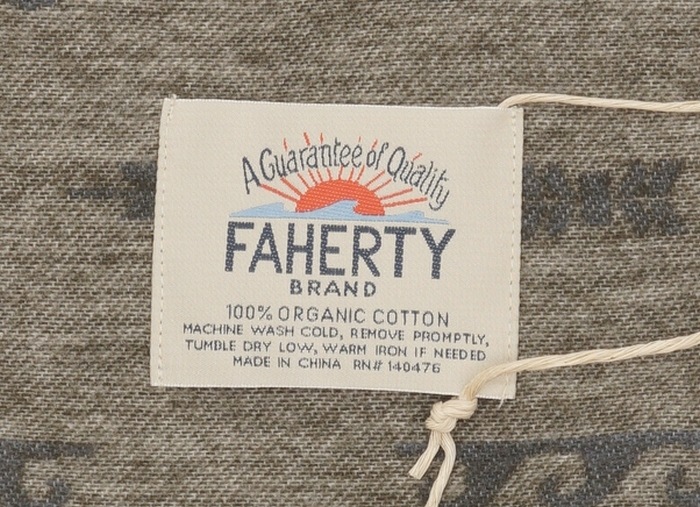 A Guarantee of Quality
FAHERTY
BRAND
100% ORGANIC COTTON
MACHINE WASH COLD, REMOVE PROMPTLY,
TUMBLE DRY LOW, WARM IRON IF NEEDED
MADE IN CHINA RN# 140476